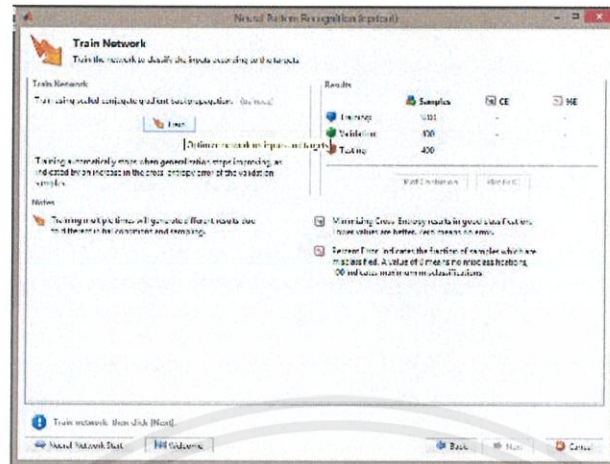 Neural Pattern Recognition (nprtool)
Train Network
Train the network to classify the inputs according to the targets.
Train Network
Train using scaled conjugate gradient backpropagation.
Train
Optimize network on inputs and targets
Training automatically stops when generalization stops improving, as
indicated by an increase in the cross-entropy error of the validation
samples.
Notes
Training multiple times will generate different results due
to different initial conditions and sampling.
Results
Samples CE %E
Training: - -
Validation: 400 - -
Testing: 400 - -
Plot Confusion Plot ROC
Minimizing Cross-Entropy results in good classification.
Lower values are better. Zero means no error.
Percent Error indicates the fraction of samples which are
misclassified. A value of 0 means no misclassifications,
100 indicates maximum misclassifications.
Train network, then click [Next].
Neural Network Start Welcome Back Next Cancel